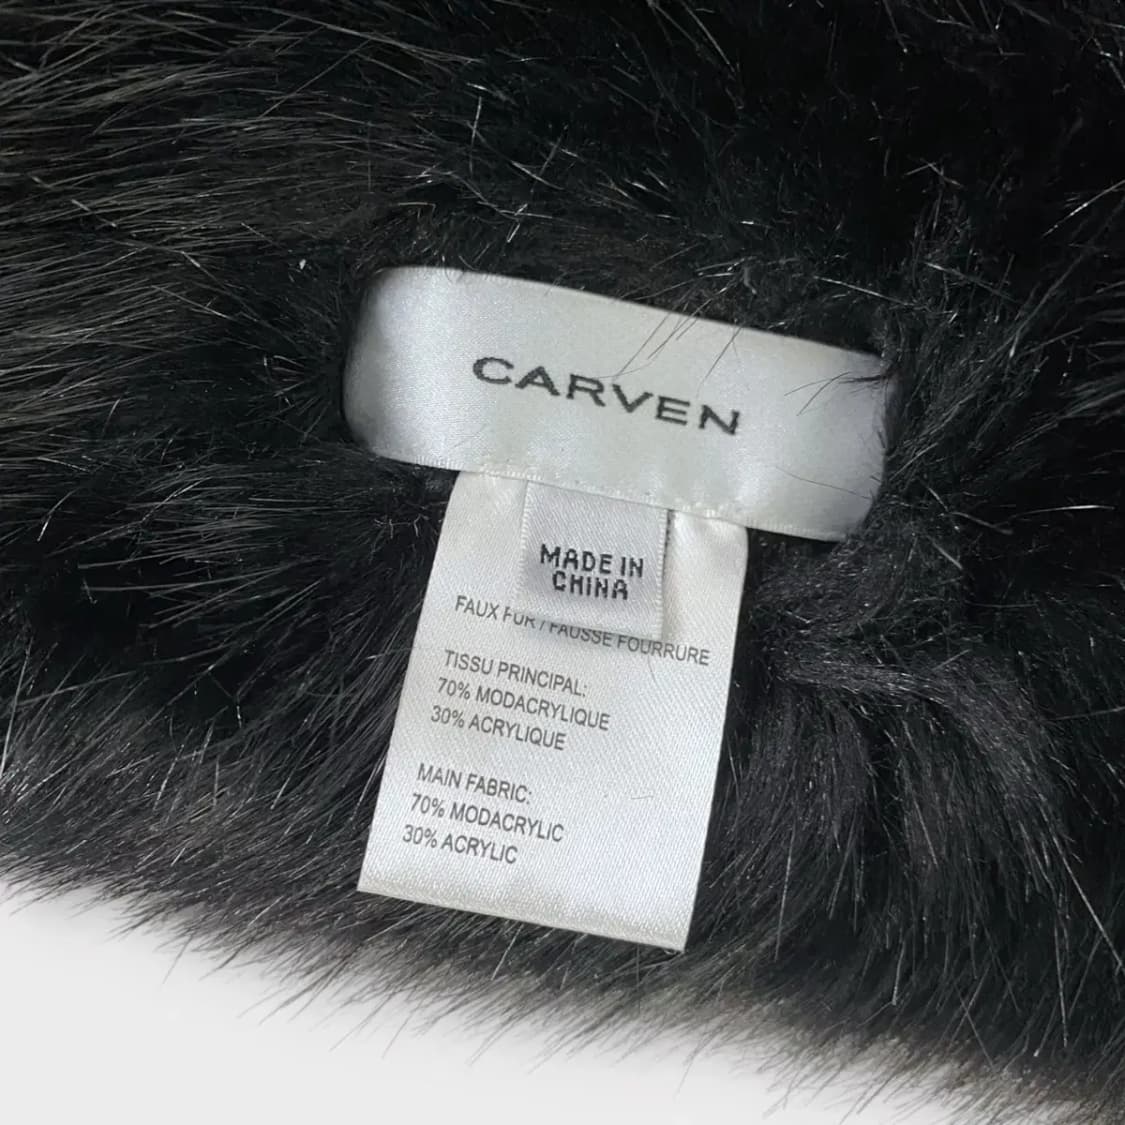 CARVEN
MADE IN
CHINA
FAUX FUR / FAUSSE FOURRURE
TISSU PRINCIPAL:
70% MODACRYLIQUE
30% ACRYLIQUE
MAIN FABRIC:
70% MODACRYLIC
30% ACRYLIC